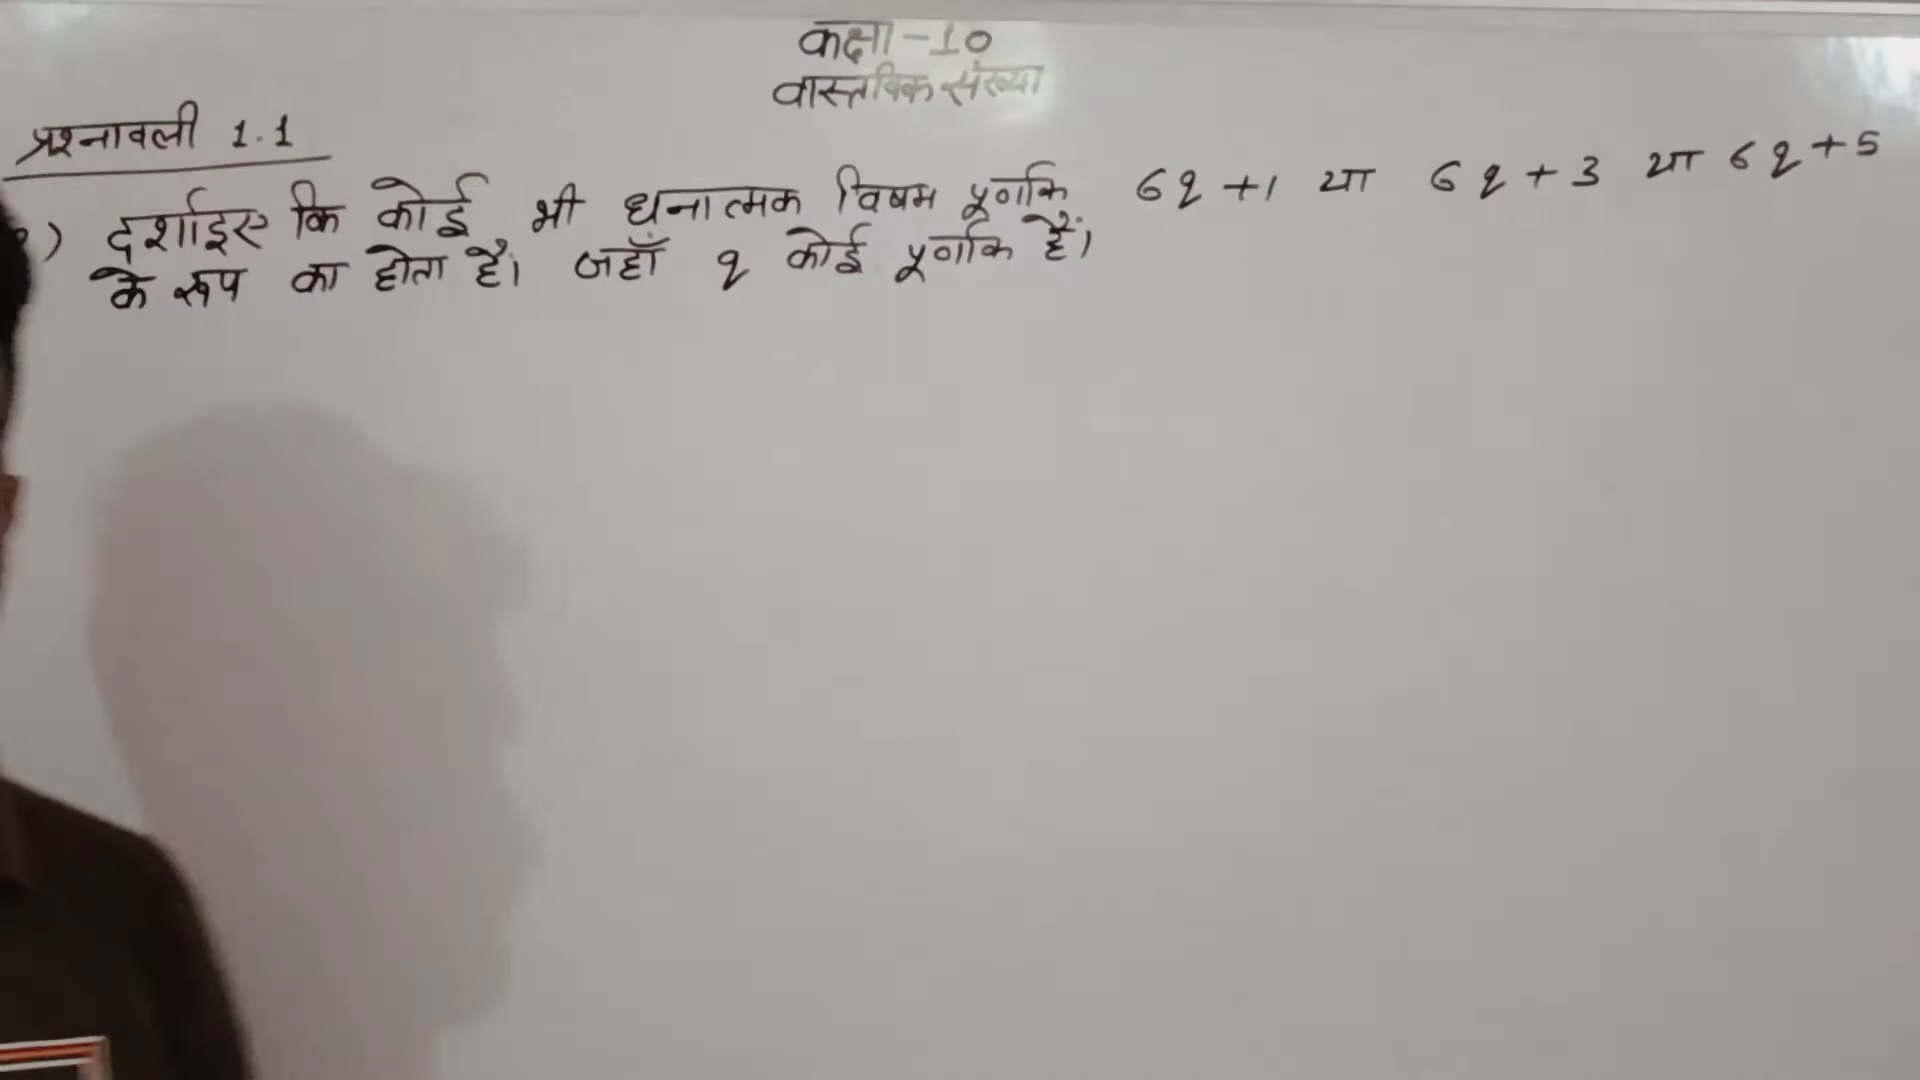 कक्षा - 10
वास्तविक संख्या
प्रश्नावली 1.1
) दर्शाइए कि कोई भी धनात्मक विषम पूर्णांक 6q +1 या 6q + 3 या 6q + 5
के रूप का होता है। जहाँ q कोई पूर्णांक है।